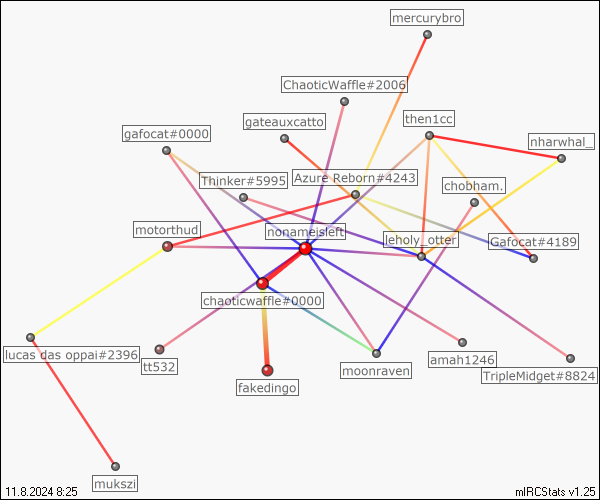 mercurybro
ChaoticWaffle#2006
gateauxcatto
then1cc
gafocat#0000
nharwhal_
Thinker#5995
Azure Reborn#4243
chobham.
motorthud
nonameisleft
leholy_otter
Gafocat#4189
chaoticwaffle#0000
lucas das oppai#2396
tt532
amah1246
moonraven
TripleMidget#8824
fakedingo
mukszi
11.8.2024 8:25
mIRCStats v1.25